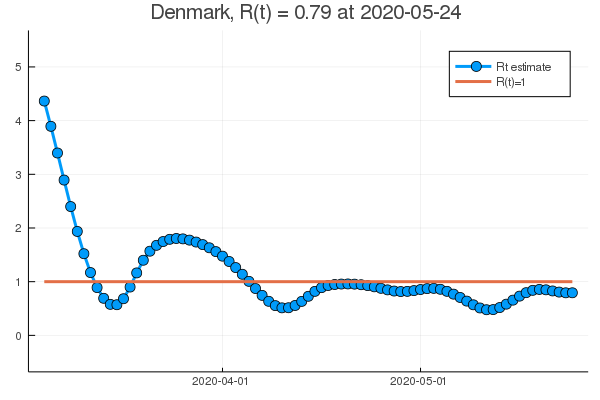 Denmark, R(t) = 0.79 at 2020-05-24
Rt estimate
R(t)=1
5
4
3
2
1
0
2020-04-01
2020-05-01